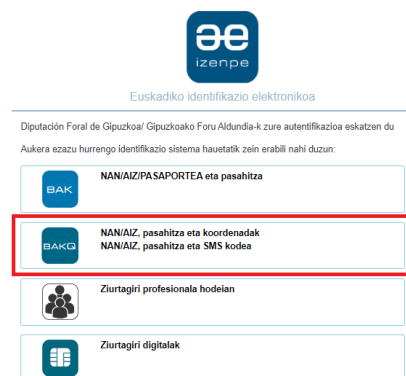 izenpe
Euskadiko identifikazio elektronikoa
Diputación Foral de Gipuzkoa/ Gipuzkoako Foru Aldundia-k zure autentifikazioa eskatzen du
Aukera ezazu hurrengo identifikazio sistema hauetatik zein erabili nahi duzun:
BAK
NAN/AIZ/PASAPORTEA eta pasahitza
BAKQ
NAN/AIZ, pasahitza eta koordenadak
NAN/AIZ, pasahitza eta SMS kodea
Ziurtagiri profesionala hodeian
Ziurtagiri digitalak